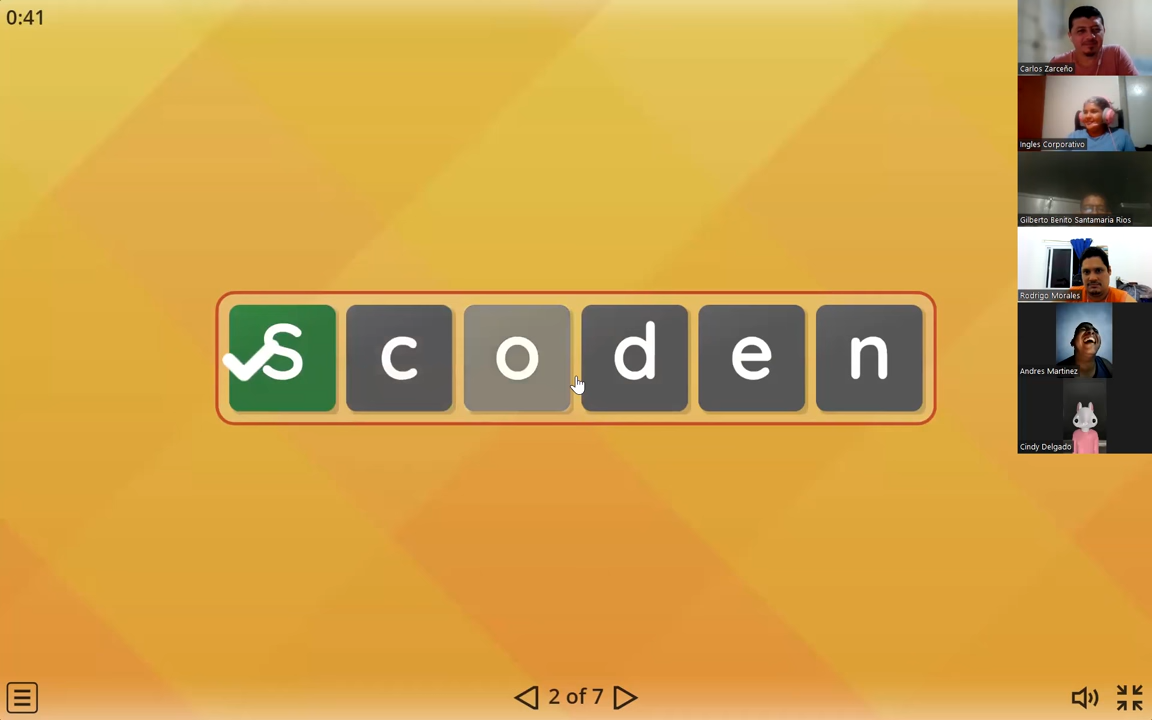 0:41
Carlos Zarceño
Ingles Corporativo
Gilberto Benito Santamaria Rios
Rodrigo Morales
Andres Martinez
Cindy Delgado
s c o d e n
2 of 7